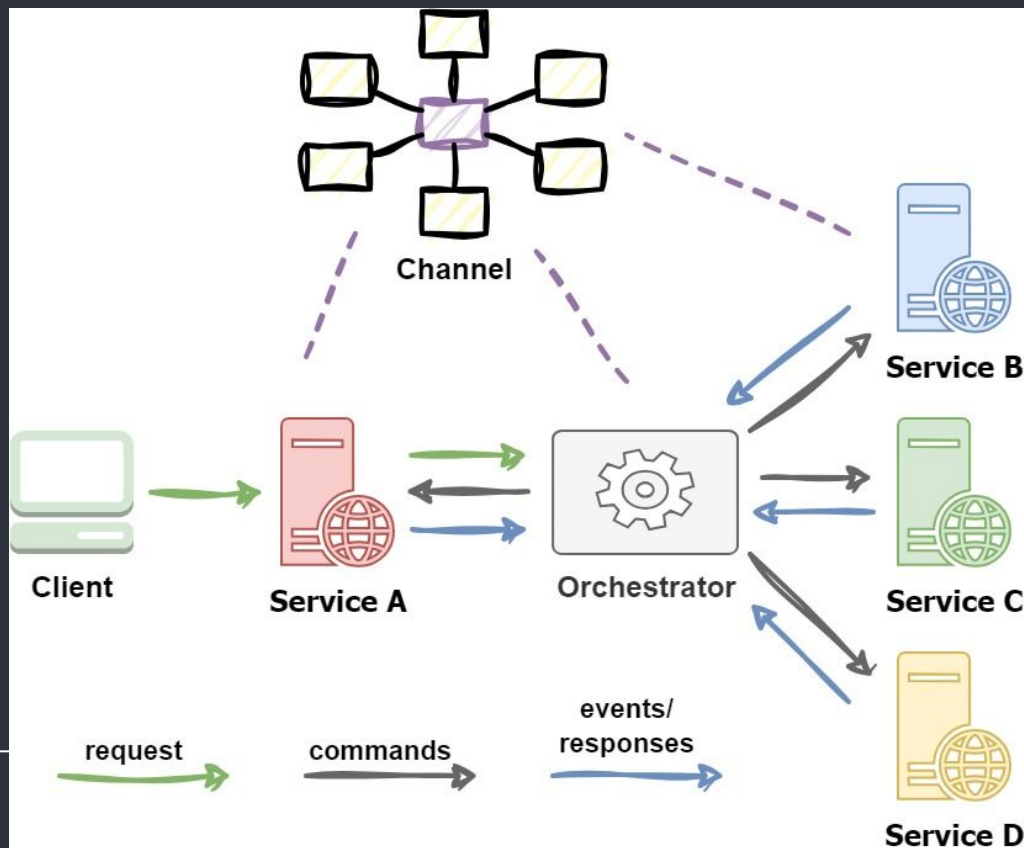 Channel
Service B
Client
Service A
Orchestrator
Service C
request
commands
events/
responses
Service D